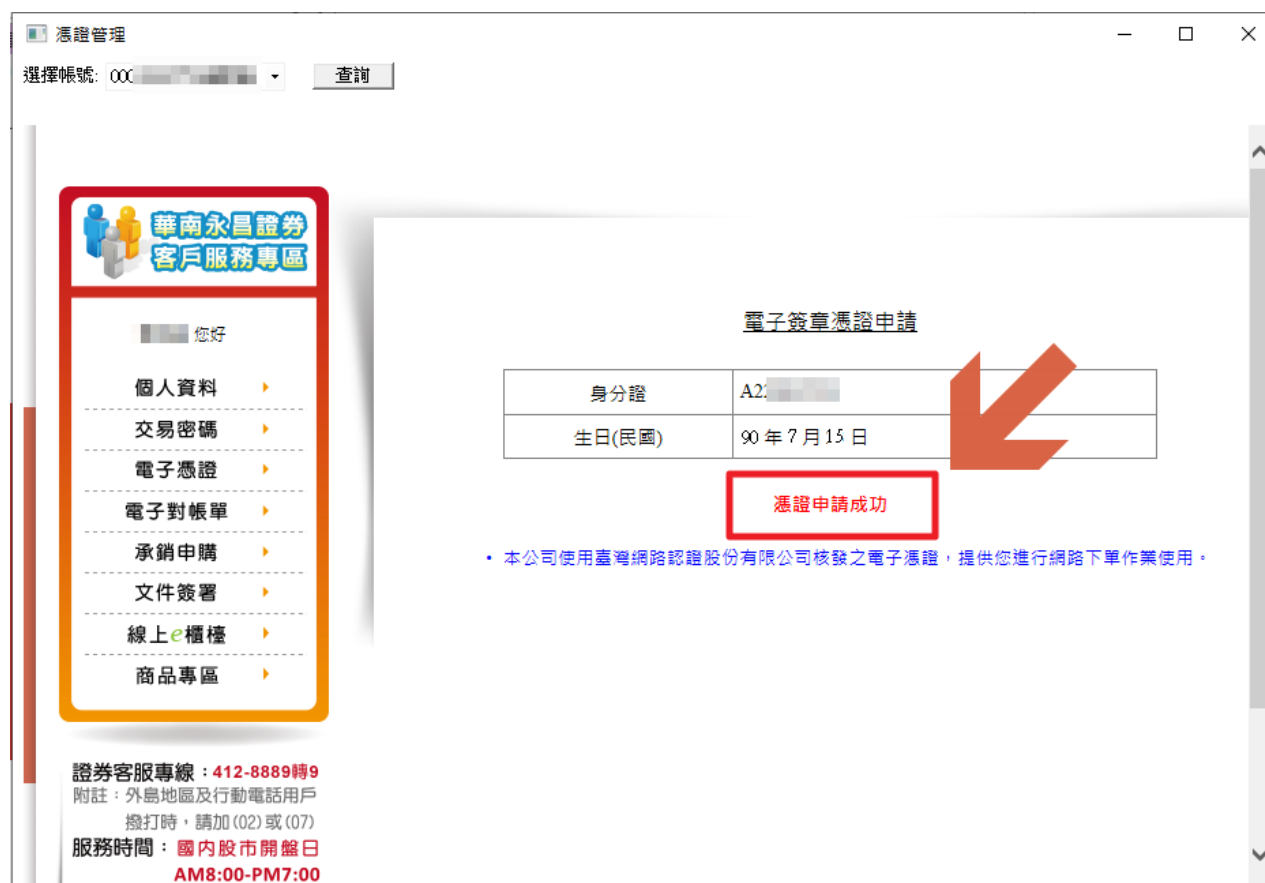 憑證管理
選擇帳號: 000
查詢
華南永昌證券
客戶服務專區
您好
個人資料
交易密碼
電子憑證
電子對帳單
承銷申購
文件簽署
線上e櫃檯
商品專區
證券客服專線：412-8889轉9
附註：外島地區及行動電話用戶
撥打時，請加(02)或(07)
服務時間：國內股市開盤日
AM8:00-PM7:00
電子簽章憑證申請
身分證 A22
生日(民國) 90 年 7 月 15 日
憑證申請成功
• 本公司使用臺灣網路認證股份有限公司核發之電子憑證，提供您進行網路下單作業使用。